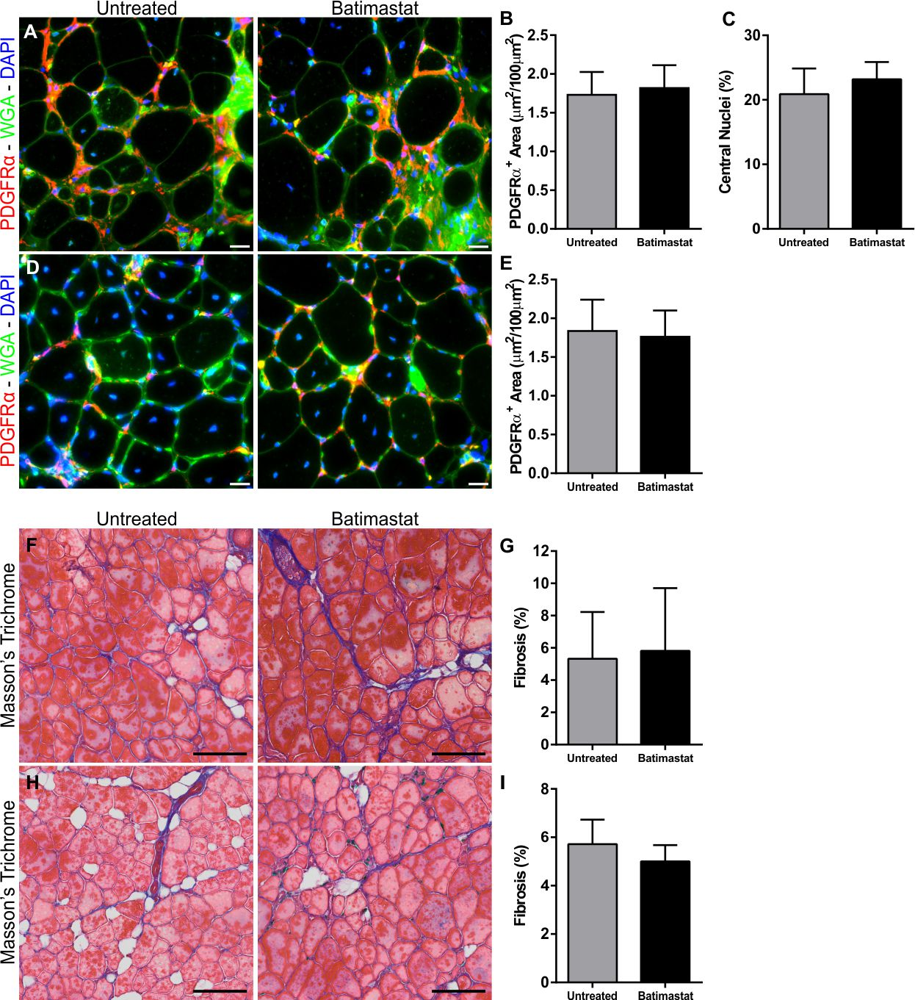 Untreated Batimastat
A
PDGFRα - WGA - DAPI
B
PDGFRα+ Area (μm2/100μm2)
2.5
2.0
1.5
1.0
0.5
0.0
Untreated Batimastat
C
Central Nuclei (%)
30
20
10
0
Untreated Batimastat
D
PDGFRα - WGA - DAPI
E
PDGFRα+ Area (μm2/100μm2)
2.5
2.0
1.5
1.0
0.5
0.0
Untreated Batimastat
Untreated Batimastat
F
Masson's Trichrome
G
Fibrosis (%)
12
10
8
6
4
2
0
Untreated Batimastat
H
Masson's Trichrome
I
Fibrosis (%)
8
6
4
2
0
Untreated Batimastat